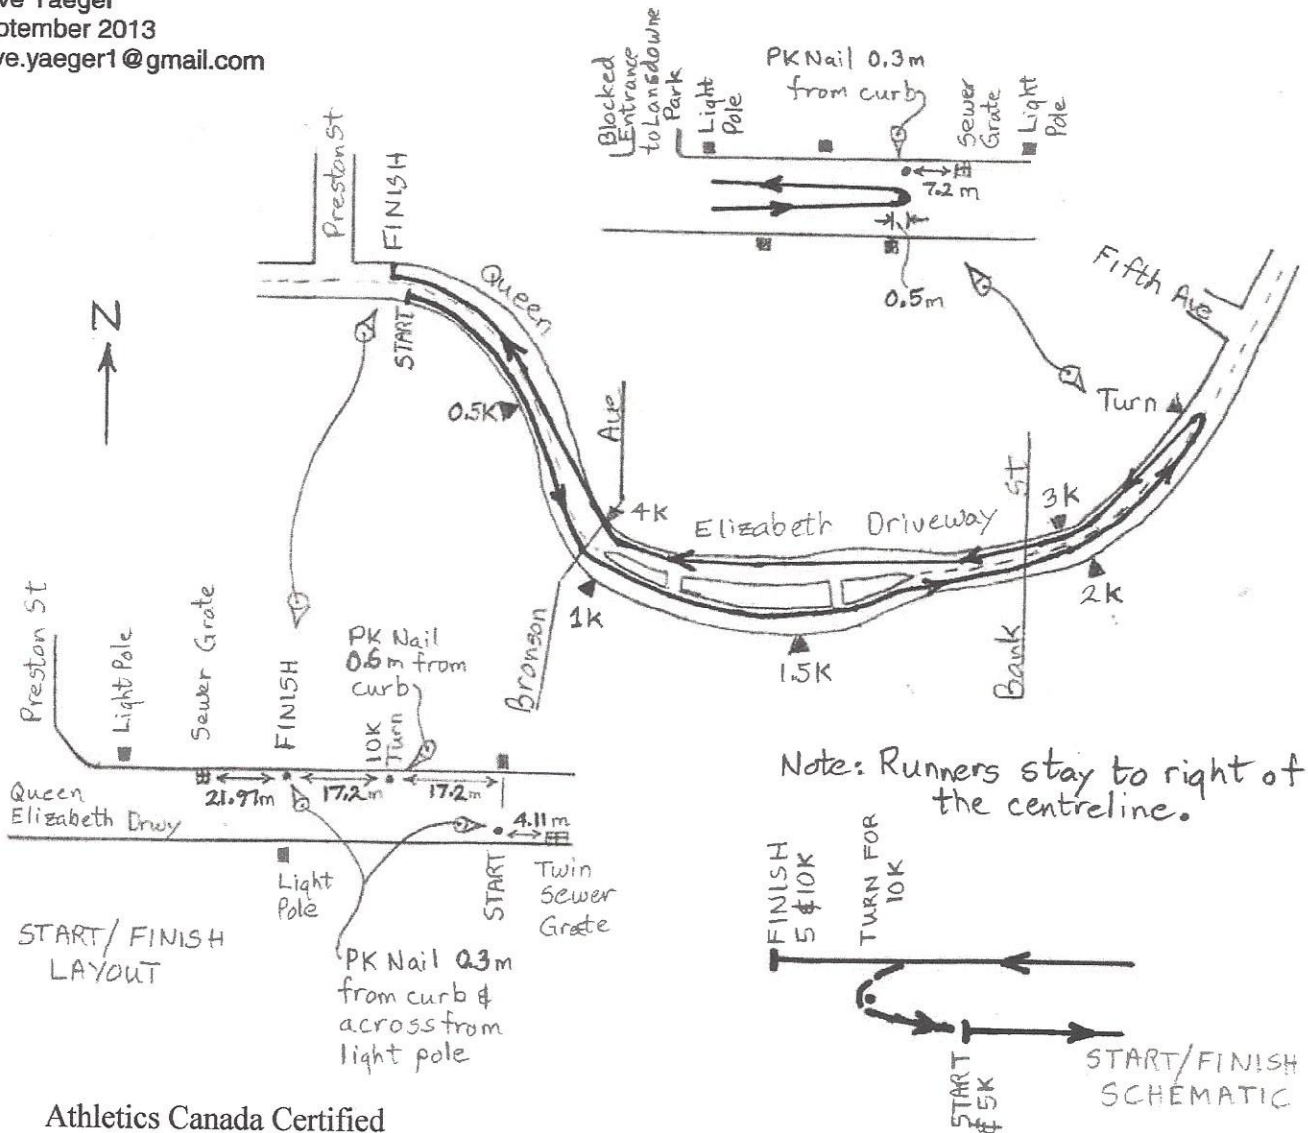 ve Yaeger
ptember 2013
ve.yaeger1@gmail.com
Blocked
Entrance
to Lansdowne
Park
Light
Pole
PK Nail 0.3m
from curb
Sewer
Grate
Light
Pole
7.2 m
0.5m
Preston St
FINISH
START
N
Queen
Elizabeth Driveway
Fifth Ave
Turn
0.5K
Ave
4K
3K
St
1K
2K
1.5K
Bronson
Bank
Preston St
Light Pole
Sewer Grate
FINISH
PK Nail
0.6m from
curb
10K
Turn
21.97m
17.2m
17.2m
Queen
Elizabeth Drwy
4.11 m
Light
Pole
START
Twin
Sewer
Grate
START/FINISH
LAYOUT
PK Nail 0.3m
from curb &
across from
light pole
Note: Runners stay to right of
the centreline.
FINISH
5 & 10K
TURN FOR
10K
START
& 5K
START/FINISH
SCHEMATIC
Athletics Canada Certified